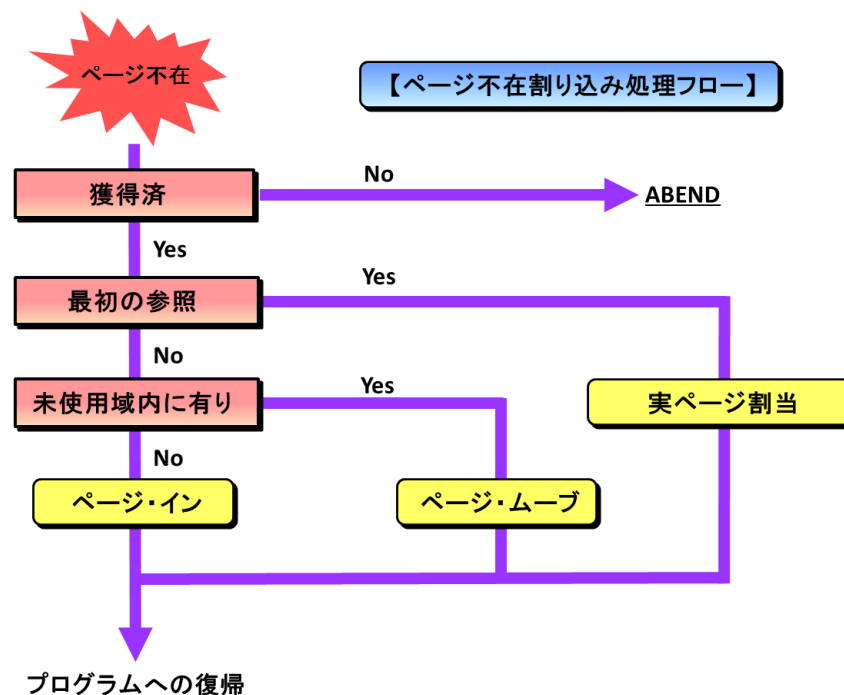 ページ不在
【ページ不在割り込み処理フロー】
獲得済
No
ABEND
Yes
最初の参照
Yes
No
未使用域内に有り
Yes
実ページ割当
No
ページ・イン
ページ・ムーブ
プログラムへの復帰